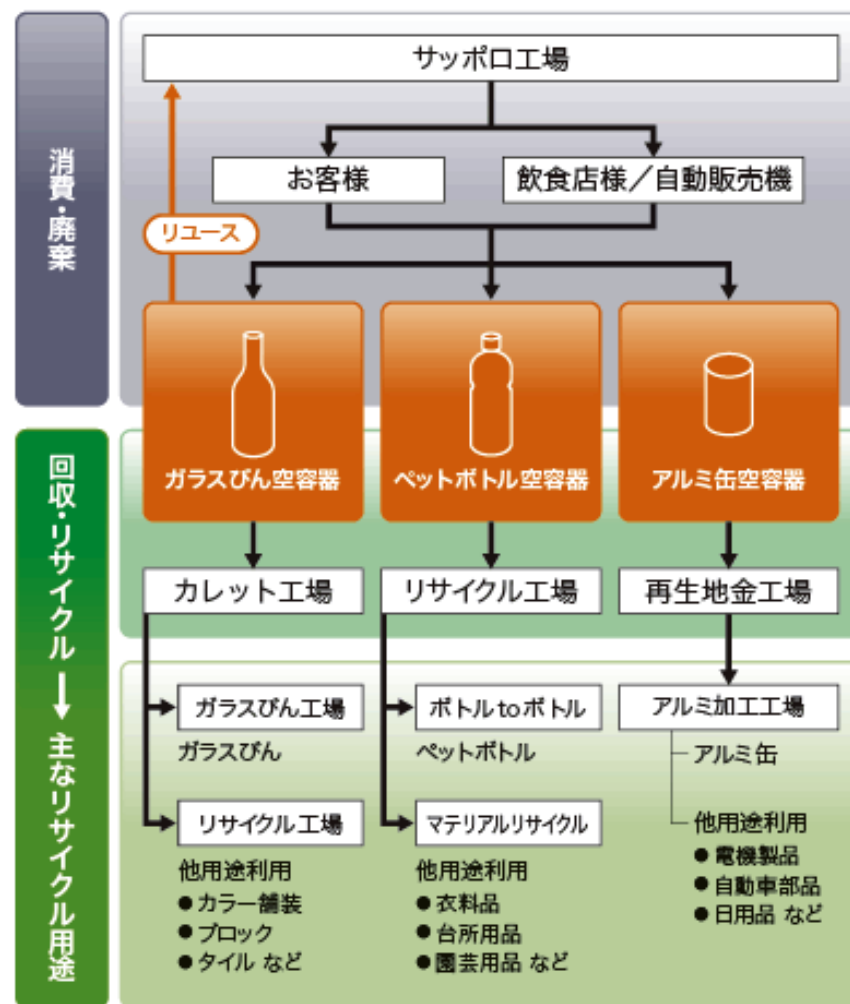 消費・廃棄
サッポロ工場
お客様
飲食店様／自動販売機
リユース
ガラスびん空容器
ペットボトル空容器
アルミ缶空容器
回収・リサイクル→主なリサイクル用途
カレット工場
リサイクル工場
再生地金工場
ガラスびん工場
ガラスびん
リサイクル工場
他用途利用
●カラー舗装
●ブロック
●タイル など
ボトルtoボトル
ペットボトル
マテリアルリサイクル
他用途利用
●衣料品
●台所用品
●園芸用品 など
アルミ加工工場
アルミ缶
他用途利用
●電機製品
●自動車部品
●日用品 など